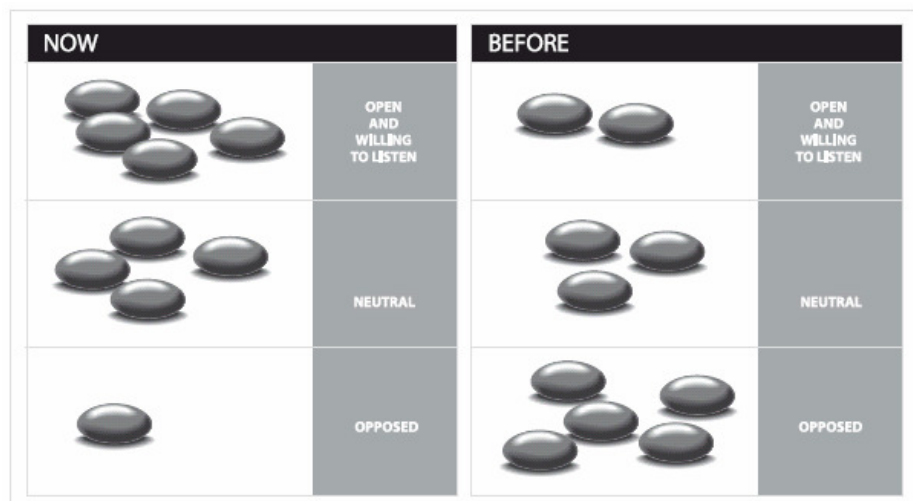 NOW
OPEN
AND
WILLING
TO LISTEN
NEUTRAL
OPPOSED
BEFORE
OPEN
AND
WILLING
TO LISTEN
NEUTRAL
OPPOSED